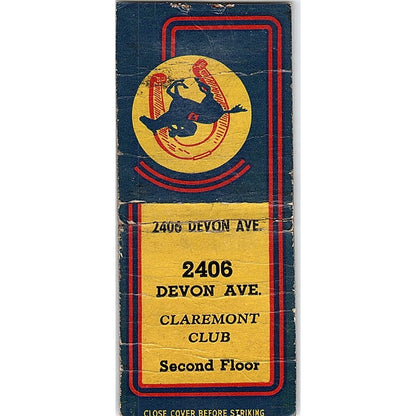 2406 DEVON AVE.
2406
DEVON AVE.
CLAREMONT
CLUB
Second Floor
CLOSE COVER BEFORE STRIKING